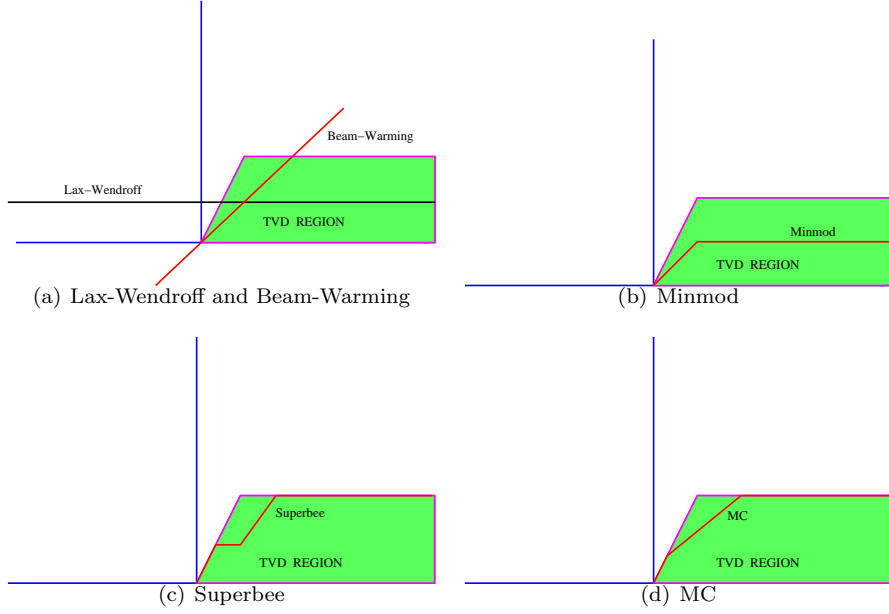 Beam–Warming
Lax–Wendroff
TVD REGION
(a) Lax-Wendroff and Beam-Warming
Minmod
TVD REGION
(b) Minmod
Superbee
TVD REGION
(c) Superbee
MC
TVD REGION
(d) MC